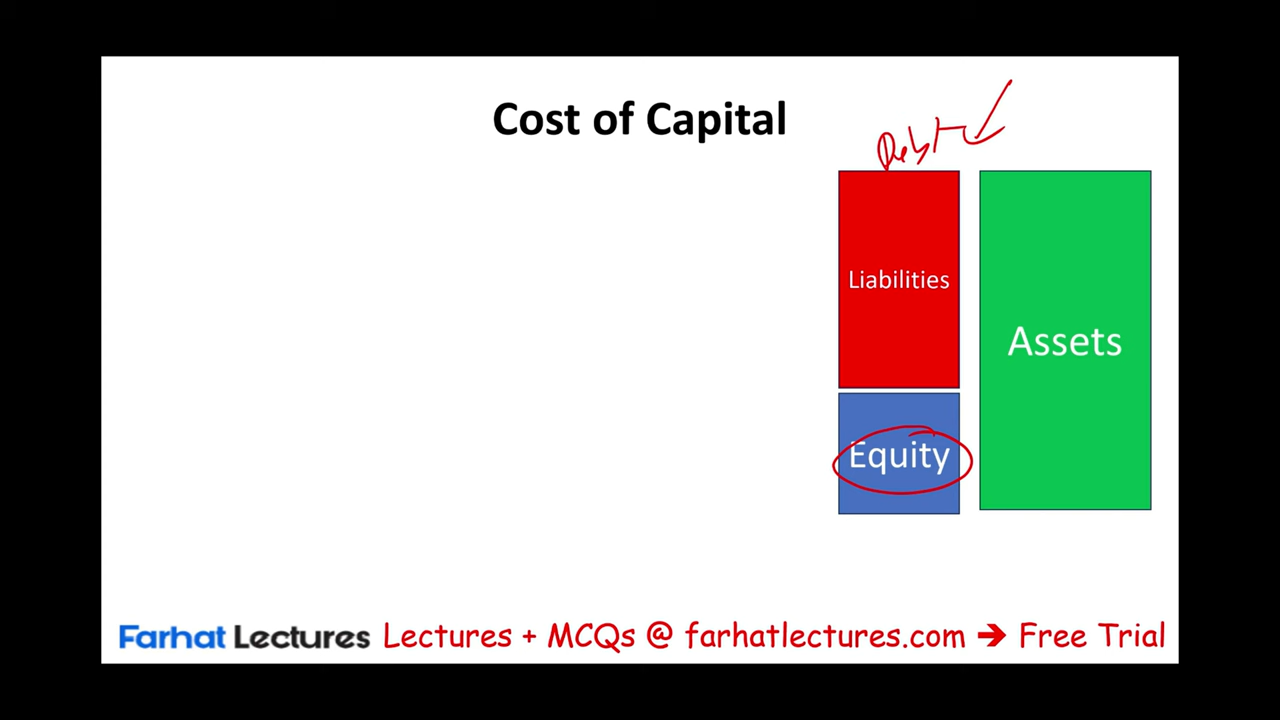 Cost of Capital
Debt
Liabilities
Assets
Equity
Farhat Lectures Lectures + MCQs @ farhatlectures.com ➔ Free Trial